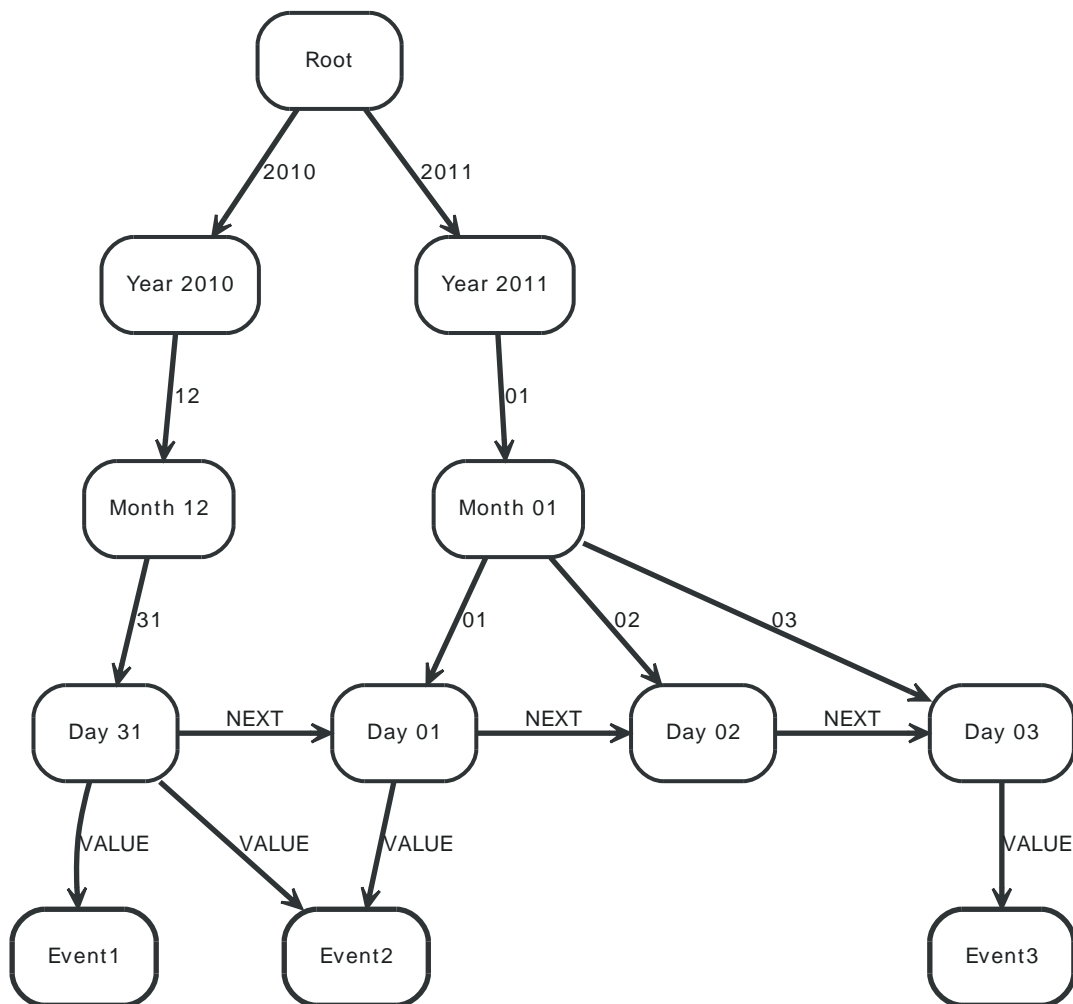 Root
2010
2011
Year 2010
Year 2011
12
01
Month 12
Month 01
31
01
02
03
Day 31
NEXT
Day 01
NEXT
Day 02
NEXT
Day 03
VALUE
VALUE
VALUE
VALUE
Event1
Event2
Event3